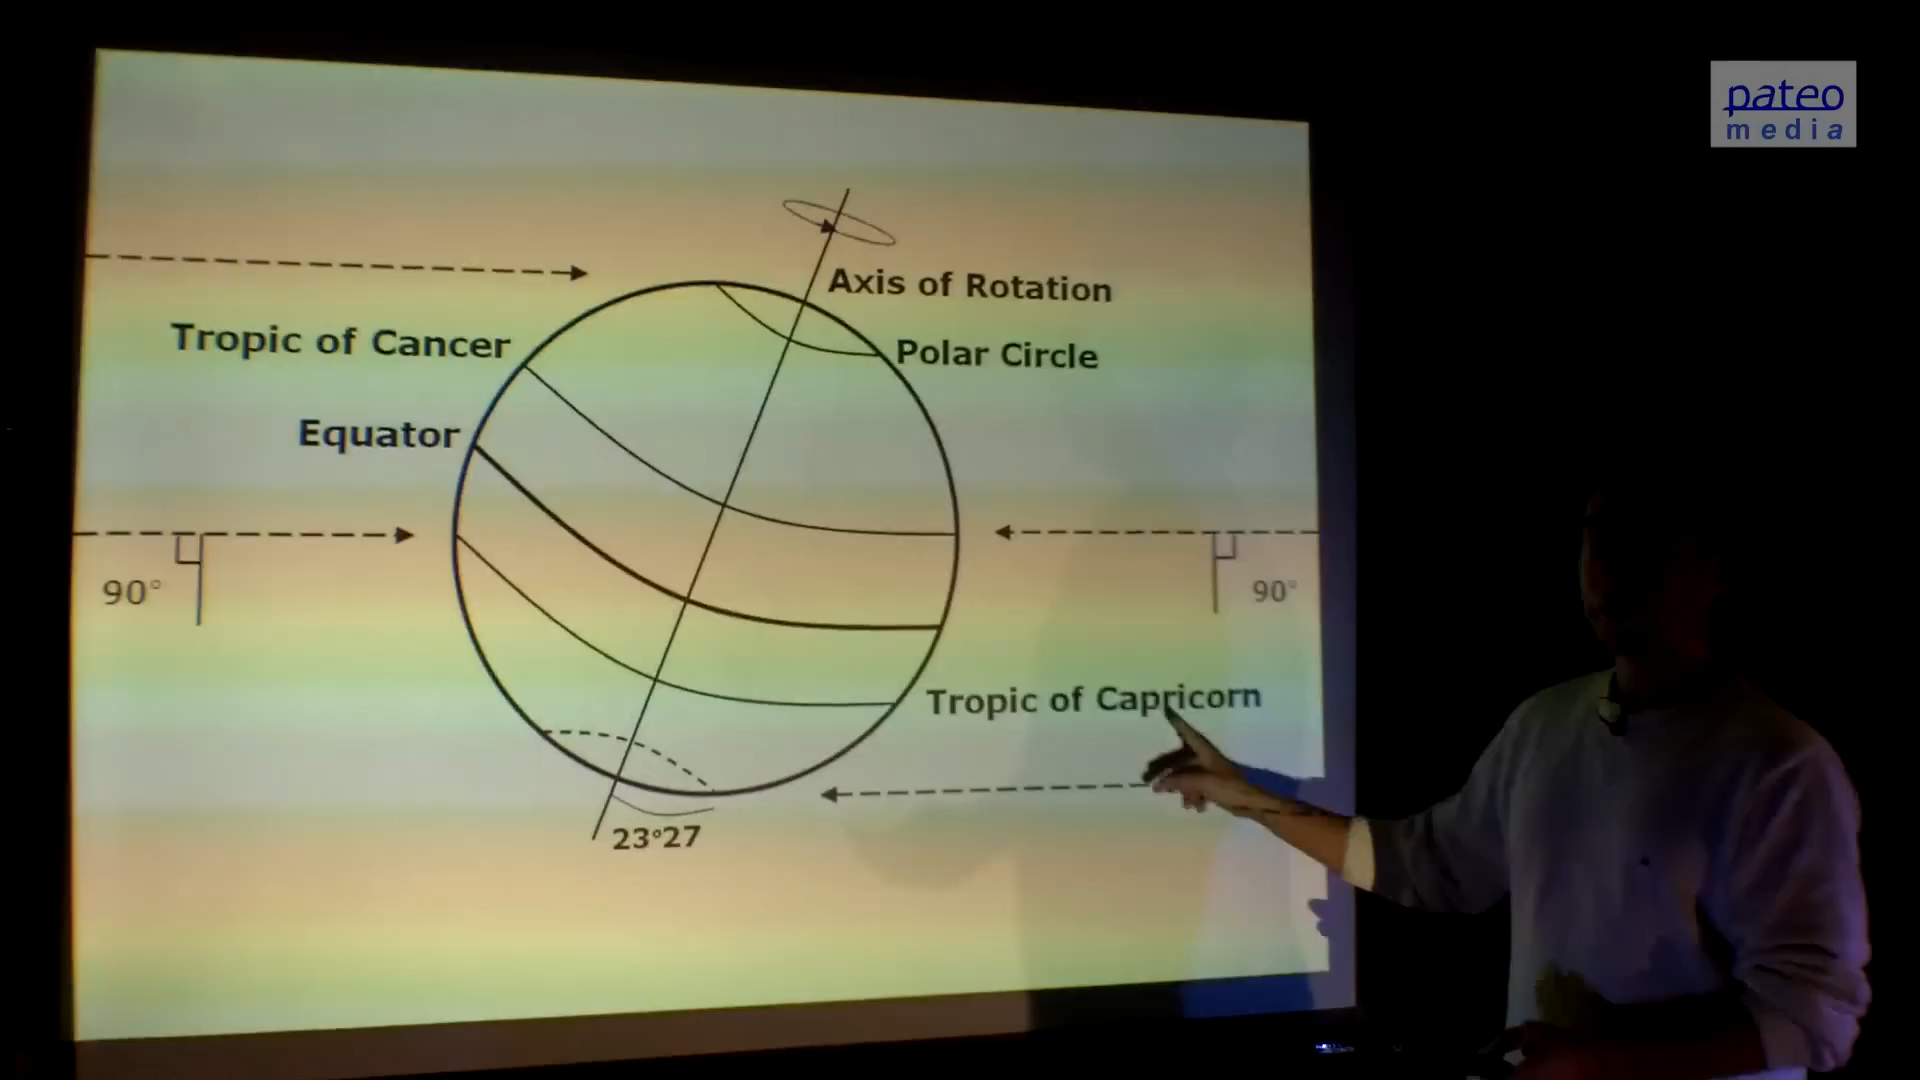 pateo
media
Axis of Rotation
Tropic of Cancer
Polar Circle
Equator
90°
90°
Tropic of Capricorn
23°27